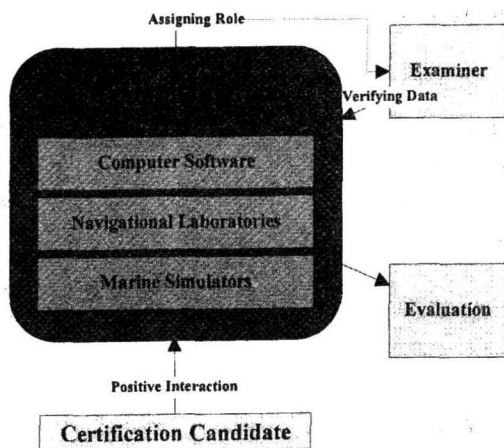 Assigning Role
Examiner
Verifying Data
Computer Software
Navigational Laboratories
Marine Simulators
Evaluation
Positive Interaction
Certification Candidate